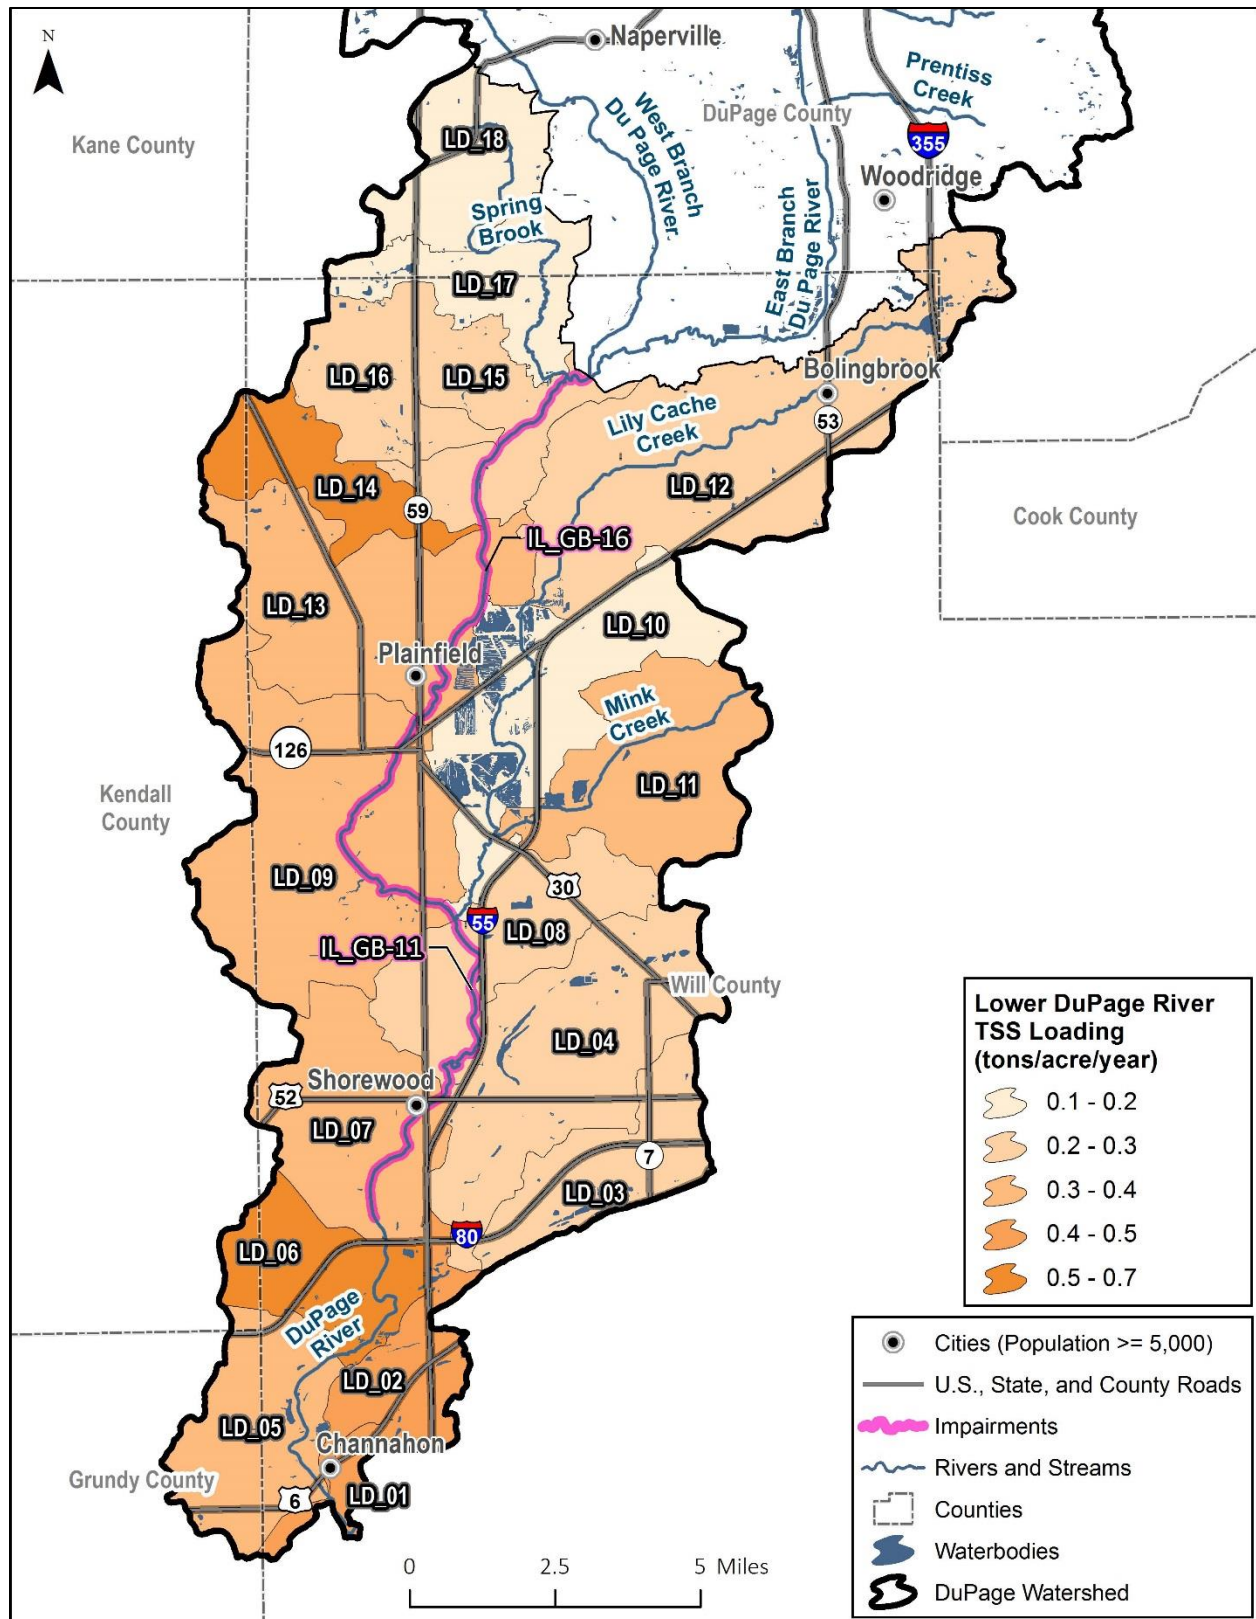 N
Naperville
Prentiss
Creek
DuPage County
Kane County
West Branch
Du Page River
355
LD_18
Woodridge
Spring
Brook
East Branch
Du Page River
LD_17
LD_16
LD_15
Bolingbrook
Lily Cache
Creek
53
LD_14
LD_12
59
Cook County
IL_GB-16
LD_13
LD_10
Plainfield
Mink
Creek
126
LD_11
Kendall
County
LD_09
30
55
LD_08
IL_GB-11
Will County
LD_04
Shorewood
52
LD_07
7
LD_03
80
LD_06
DuPage
River
LD_02
LD_05
Channahon
Grundy County
6
LD_01
0 2.5 5 Miles
Lower DuPage River
TSS Loading
(tons/acre/year)
0.1 - 0.2
0.2 - 0.3
0.3 - 0.4
0.4 - 0.5
0.5 - 0.7
Cities (Population >= 5,000)
U.S., State, and County Roads
Impairments
Rivers and Streams
Counties
Waterbodies
DuPage Watershed